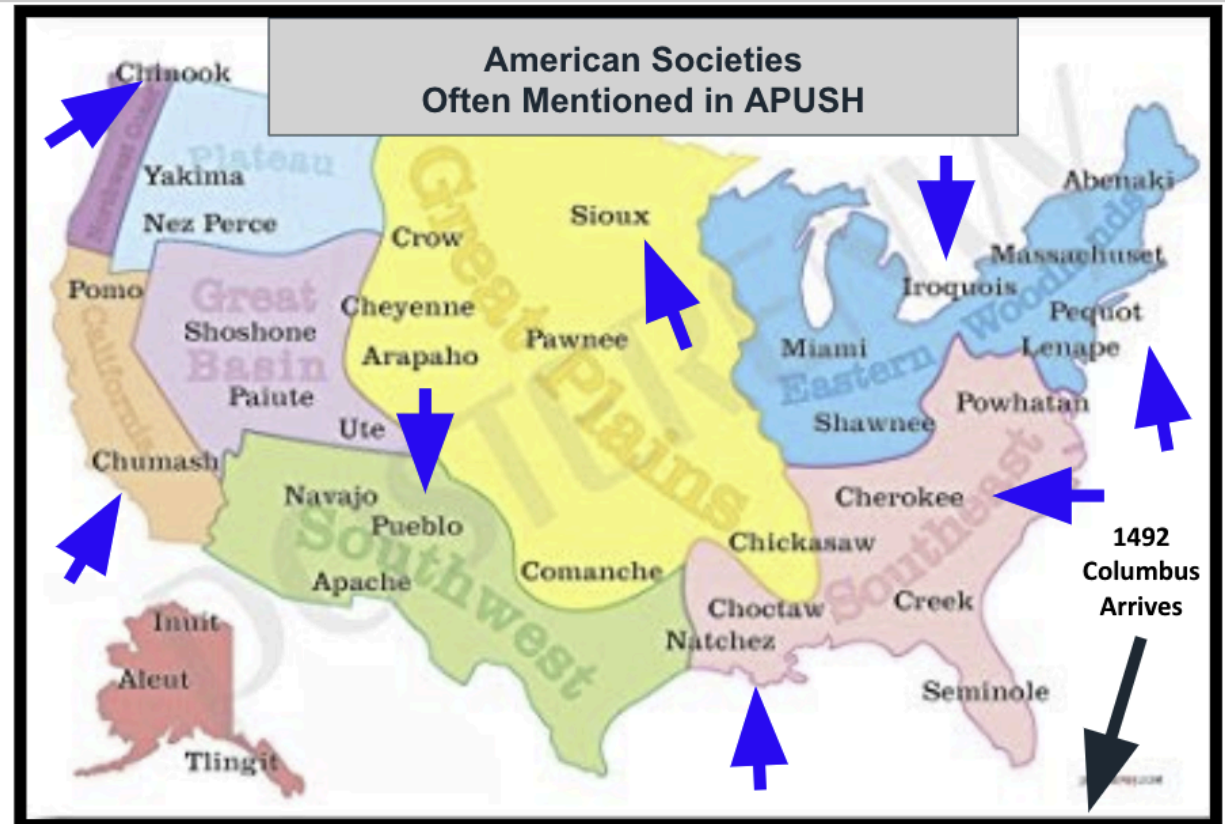 American Societies
Often Mentioned in APUSH
Chinook
Plateau
Yakima
Nez Perce
Crow
Sioux
Great Plains
Abenaki
Massachuset
Iroquois
Eastern Woodlands
Pequot
Lenape
Pomo
California
Great
Shoshone
Basin
Paiute
Ute
Cheyenne
Arapaho
Pawnee
Miami
Shawnee
Powhatan
Chumash
Navajo
Pueblo
Southwest
Apache
Comanche
Cherokee
Southeast
Chickasaw
Choctaw
Natchez
Creek
Seminole
1492
Columbus
Arrives
Inuit
Aleut
Tlingit